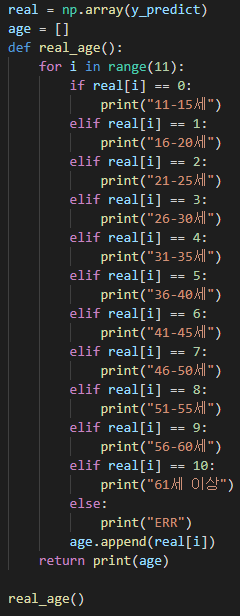 real = np.array(y_predict)
age = []
def real_age():
    for i in range(11):
        if real[i] == 0:
            print("11-15세")
        elif real[i] == 1:
            print("16-20세")
        elif real[i] == 2:
            print("21-25세")
        elif real[i] == 3:
            print("26-30세")
        elif real[i] == 4:
            print("31-35세")
        elif real[i] == 5:
            print("36-40세")
        elif real[i] == 6:
            print("41-45세")
        elif real[i] == 7:
            print("46-50세")
        elif real[i] == 8:
            print("51-55세")
        elif real[i] == 9:
            print("56-60세")
        elif real[i] == 10:
            print("61세 이상")
        else:
            print("ERR")
        age.append(real[i])
    return print(age)

real_age()